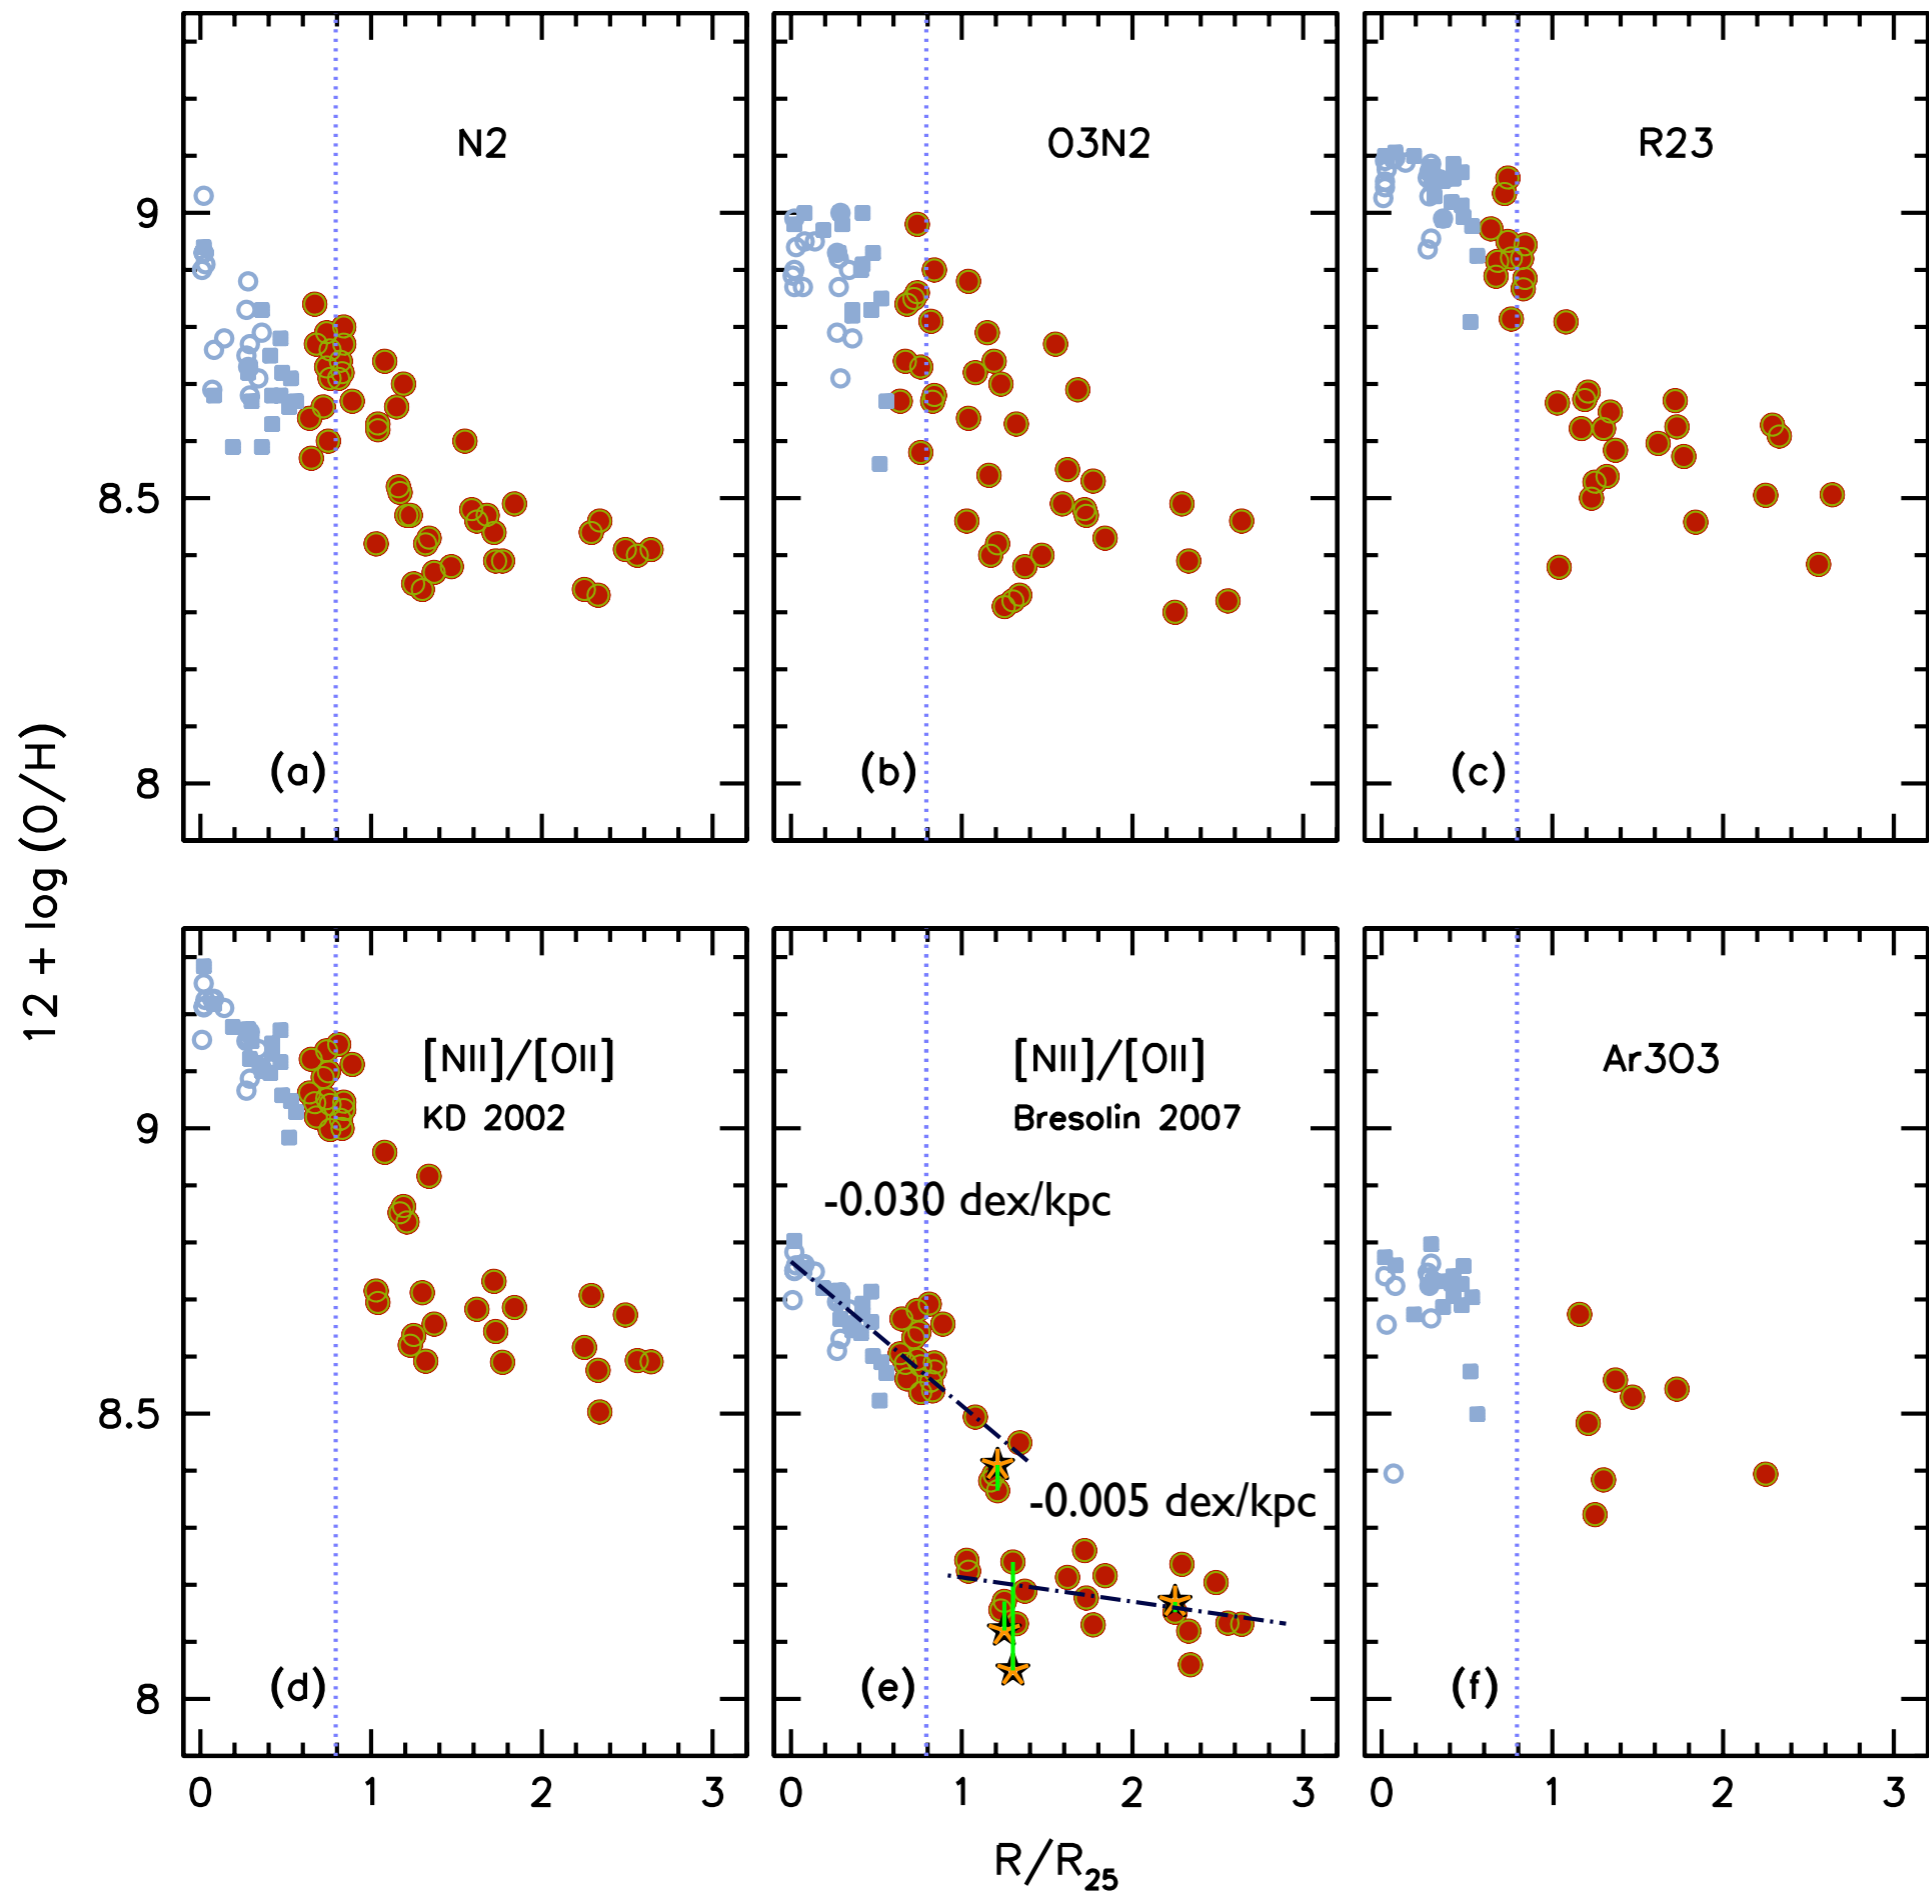 N2
O3N2
R23
9
8.5
8
(a)
(b)
(c)
12 + log (O/H)
[NII]/[OII]
KD 2002
[NII]/[OII]
Bresolin 2007
Ar3O3
9
-0.030 dex/kpc
8.5
-0.005 dex/kpc
8
(d)
(e)
(f)
0 1 2 3
0 1 2 3
0 1 2 3
R/R25